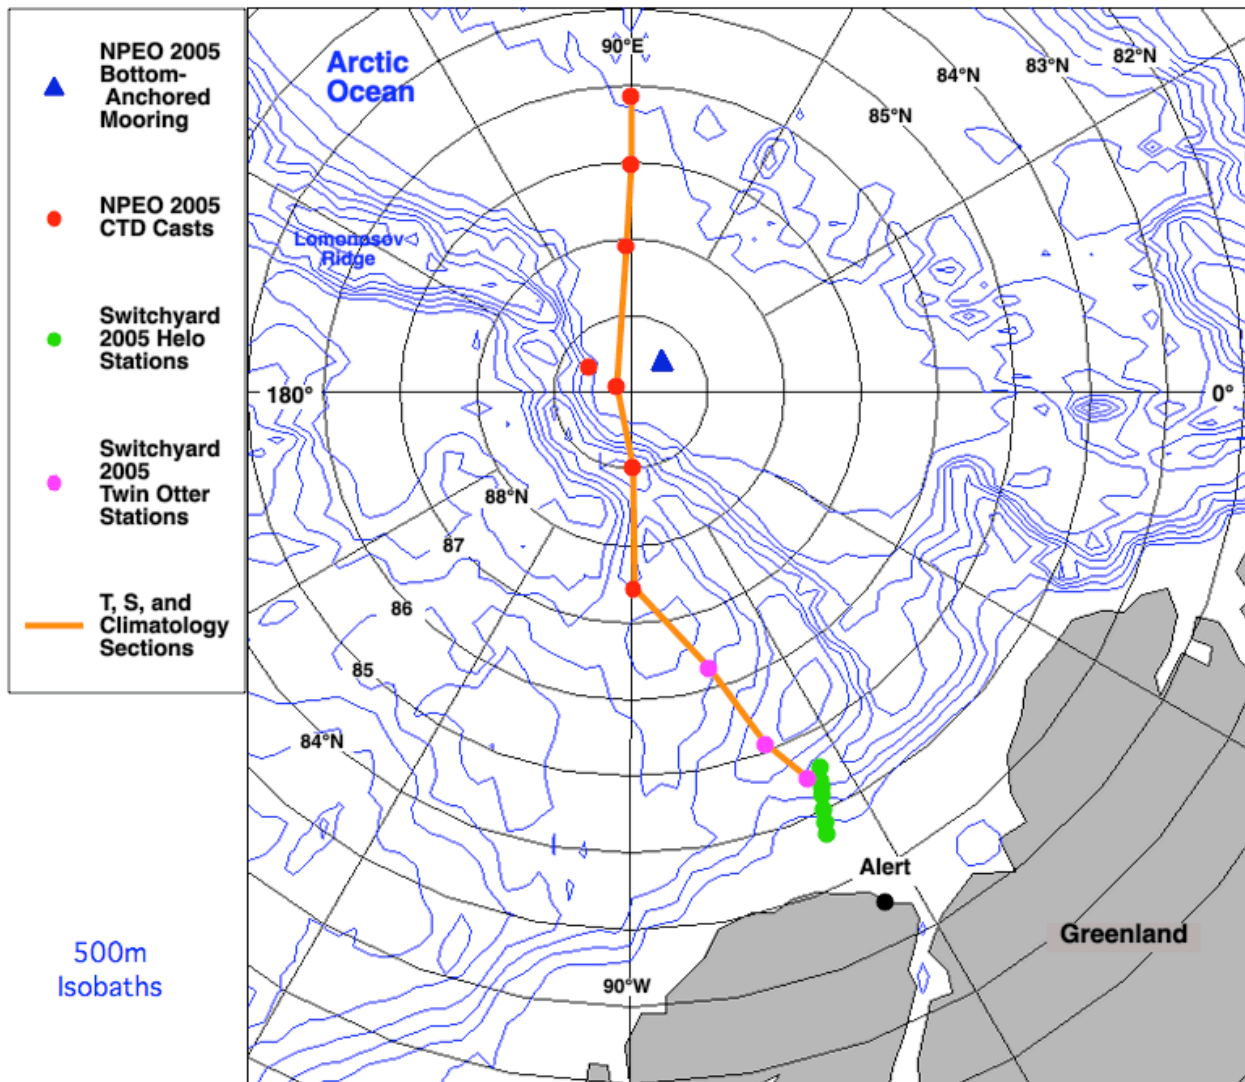 NPEO 2005
Bottom-
Anchored
Mooring
NPEO 2005
CTD Casts
Switchyard
2005 Helo
Stations
Switchyard
2005
Twin Otter
Stations
T, S, and
Climatology
Sections
500m
Isobaths
Arctic
Ocean
90°E
84°N
83°N
82°N
85°N
Lomonosov
Ridge
180°
0°
88°N
87
86
85
84°N
Alert
Greenland
90°W